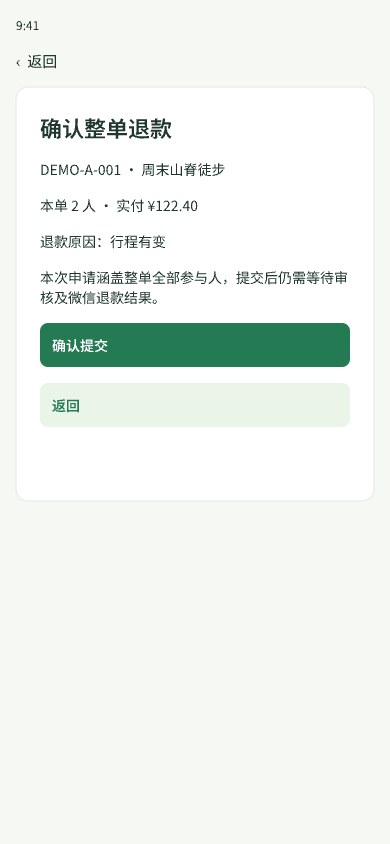 9:41
‹ 返回
确认整单退款
DEMO-A-001 · 周末山脊徒步
本单 2 人 · 实付 ¥122.40
退款原因：行程有变
本次申请涵盖整单全部参与人，提交后仍需等待审
核及微信退款结果。
确认提交
返回